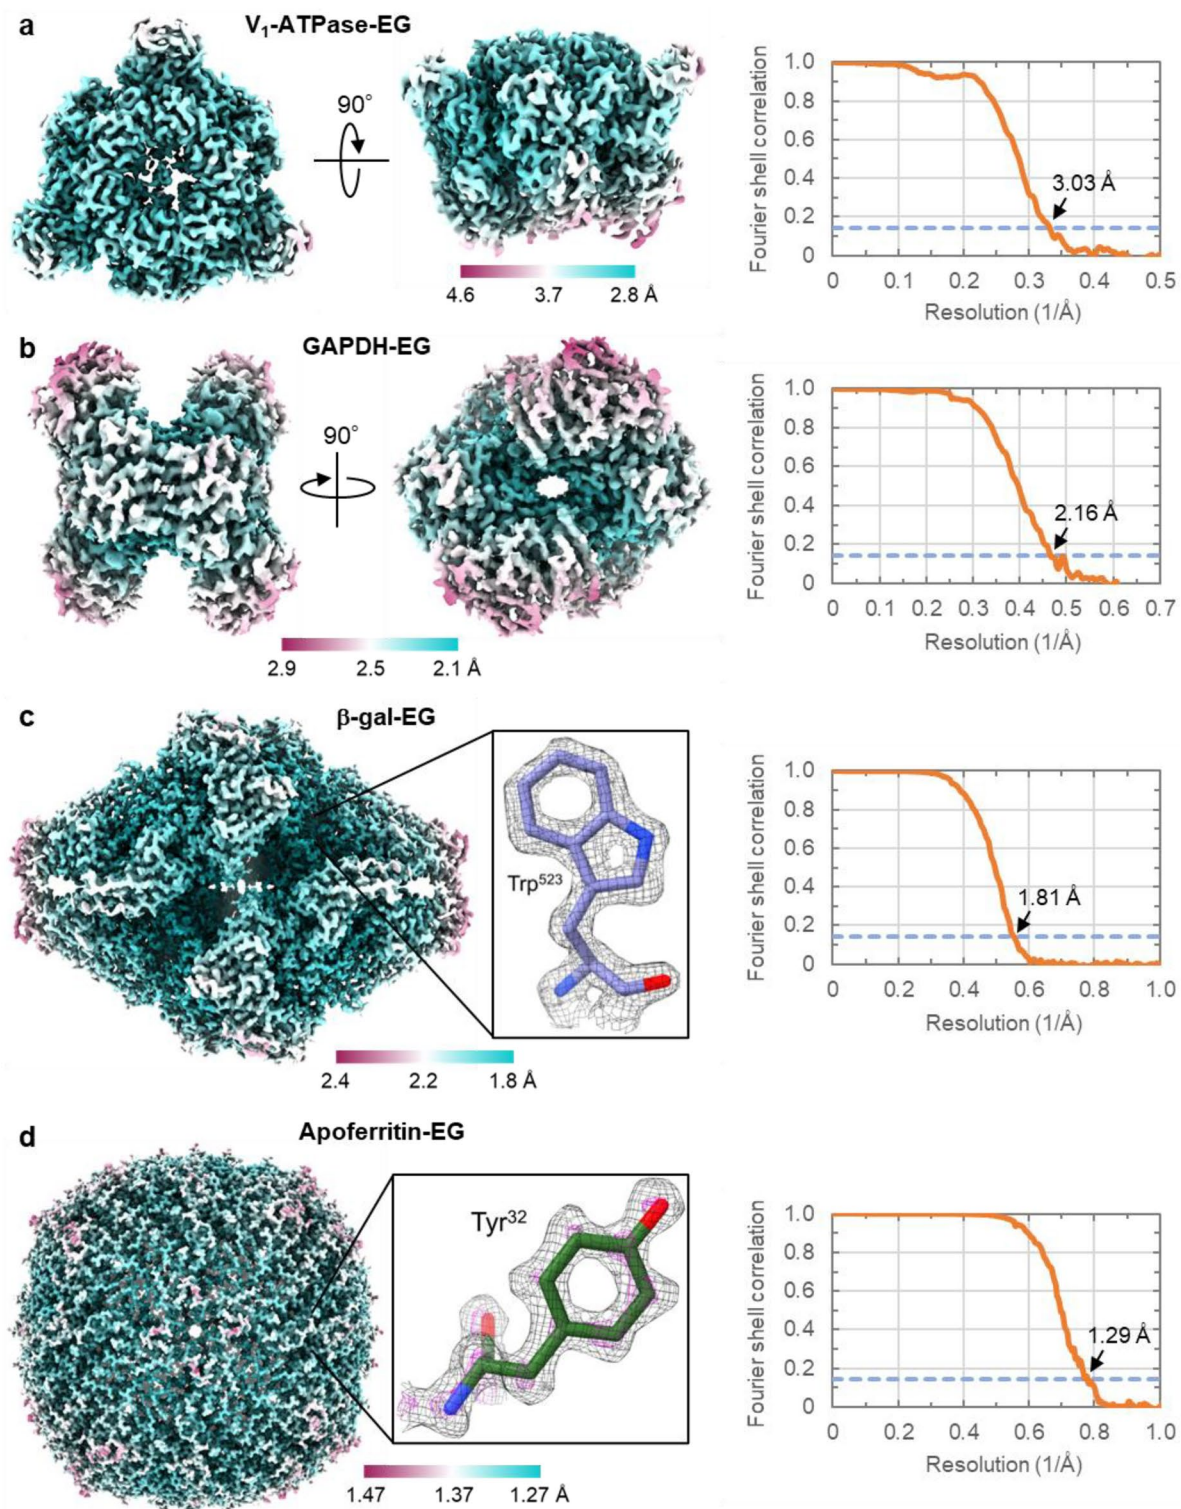 a
V₁-ATPase-EG
90°
4.6 3.7 2.8 Å
Fourier shell correlation
1.0
0.8
0.6
0.4
0.2
0
3.03 Å
0 0.1 0.2 0.3 0.4 0.5
Resolution (1/Å)
b
GAPDH-EG
90°
2.9 2.5 2.1 Å
Fourier shell correlation
1.0
0.8
0.6
0.4
0.2
0
2.16 Å
0 0.1 0.2 0.3 0.4 0.5 0.6 0.7
Resolution (1/Å)
c
β-gal-EG
Trp⁵²³
2.4 2.2 1.8 Å
Fourier shell correlation
1.0
0.8
0.6
0.4
0.2
0
1.81 Å
0 0.2 0.4 0.6 0.8 1.0
Resolution (1/Å)
d
Apoferritin-EG
Tyr³²
1.47 1.37 1.27 Å
Fourier shell correlation
1.0
0.8
0.6
0.4
0.2
0
1.29 Å
0 0.2 0.4 0.6 0.8 1.0
Resolution (1/Å)